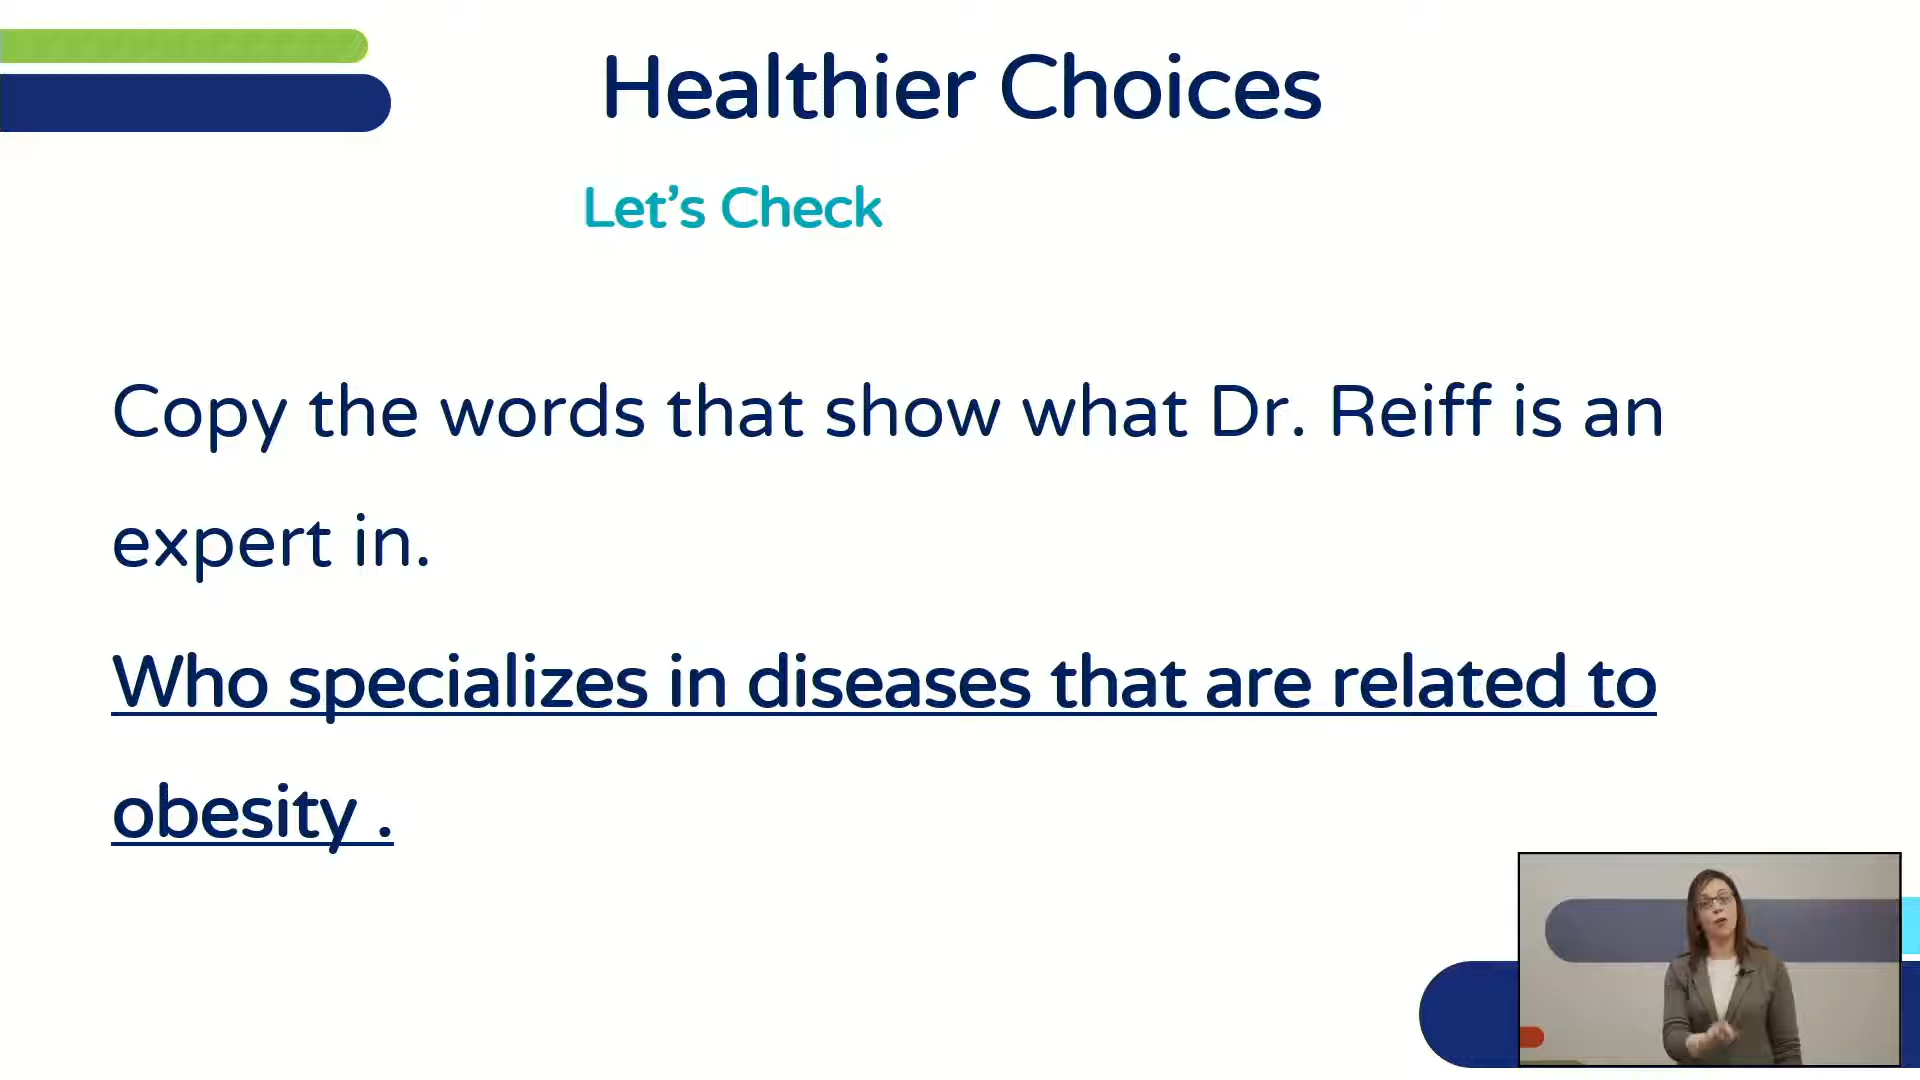 Healthier Choices
Let’s Check
Copy the words that show what Dr. Reiff is an
expert in.
Who specializes in diseases that are related to
obesity .